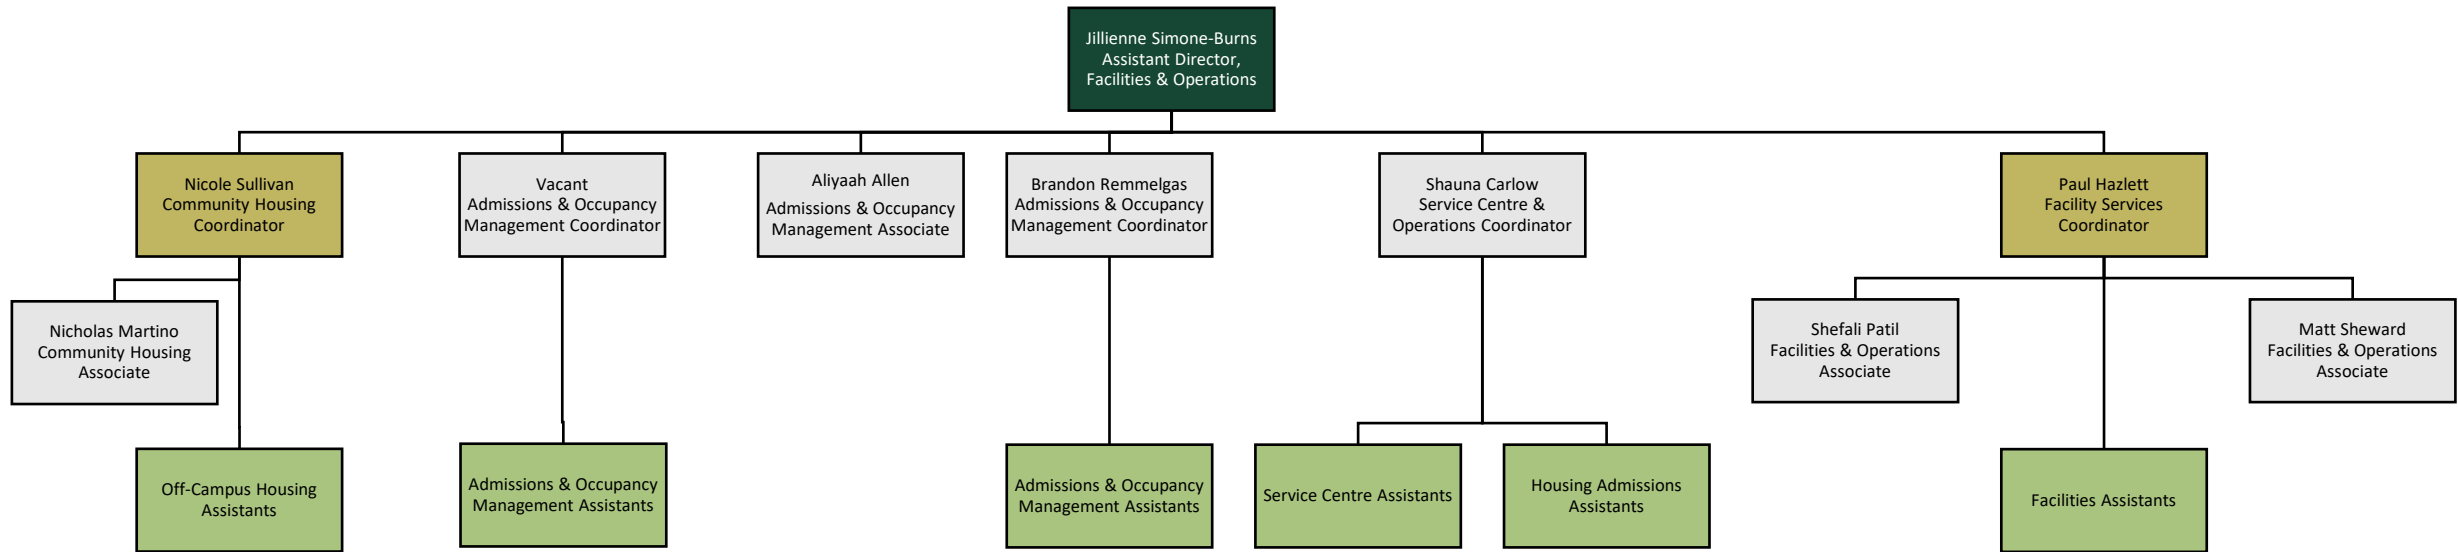 Jillienne Simone-Burns
Assistant Director,
Facilities & Operations
Nicole Sullivan
Community Housing
Coordinator
Vacant
Admissions & Occupancy
Management Coordinator
Aliyaah Allen
Admissions & Occupancy
Management Associate
Brandon Remmelgas
Admissions & Occupancy
Management Coordinator
Shauna Carlow
Service Centre &
Operations Coordinator
Paul Hazlett
Facility Services
Coordinator
Nicholas Martino
Community Housing
Associate
Shefali Patil
Facilities & Operations
Associate
Matt Sheward
Facilities & Operations
Associate
Off-Campus Housing
Assistants
Admissions & Occupancy
Management Assistants
Admissions & Occupancy
Management Assistants
Service Centre Assistants
Housing Admissions
Assistants
Facilities Assistants